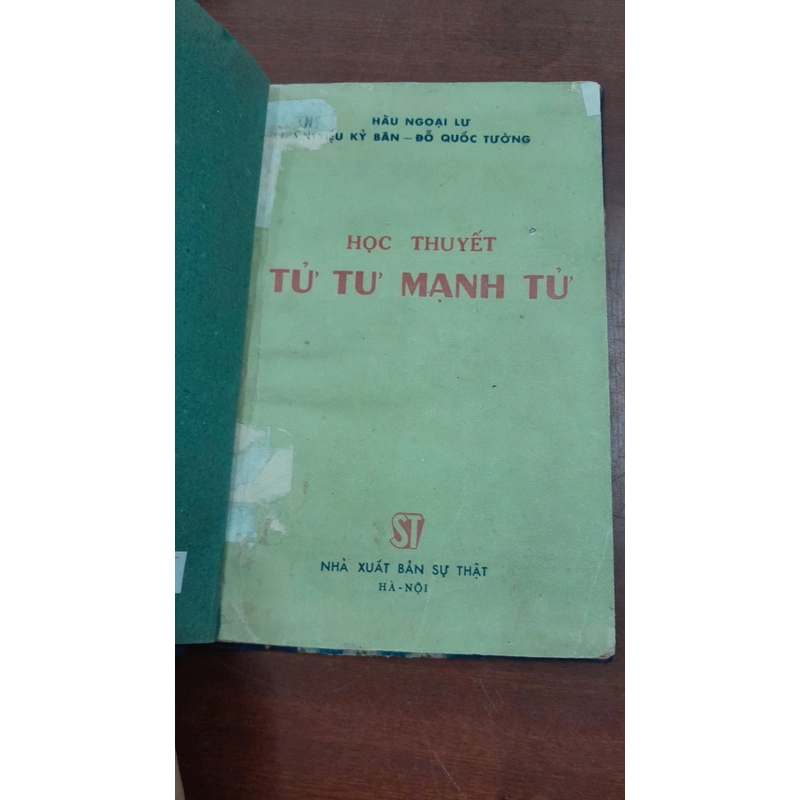 HẦU NGOẠI LƯ
KỶ BÂN – ĐỖ QUỐC TƯỜNG
HỌC THUYẾT
TỬ TƯ MẠNH TỬ
ST
NHÀ XUẤT BẢN SỰ THẬT
HÀ-NỘI